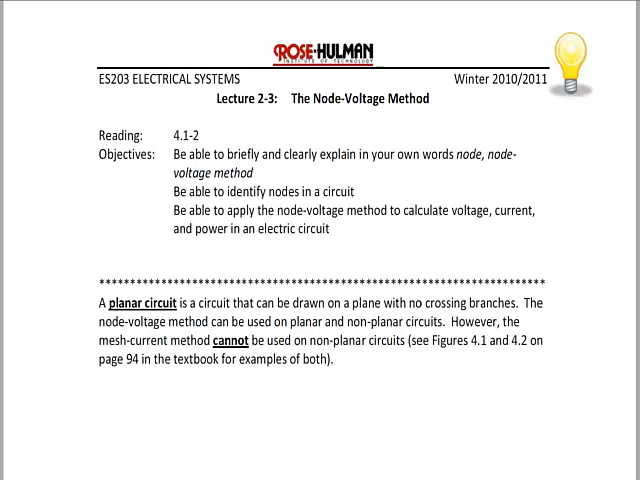 ROSE-HULMAN
INSTITUTE OF TECHNOLOGY
ES203 ELECTRICAL SYSTEMS Winter 2010/2011
Lecture 2-3: The Node-Voltage Method
Reading: 4.1-2
Objectives: Be able to briefly and clearly explain in your own words node, node-
voltage method
Be able to identify nodes in a circuit
Be able to apply the node-voltage method to calculate voltage, current,
and power in an electric circuit
************************************************************************
A planar circuit is a circuit that can be drawn on a plane with no crossing branches. The
node-voltage method can be used on planar and non-planar circuits. However, the
mesh-current method cannot be used on non-planar circuits (see Figures 4.1 and 4.2 on
page 94 in the textbook for examples of both).